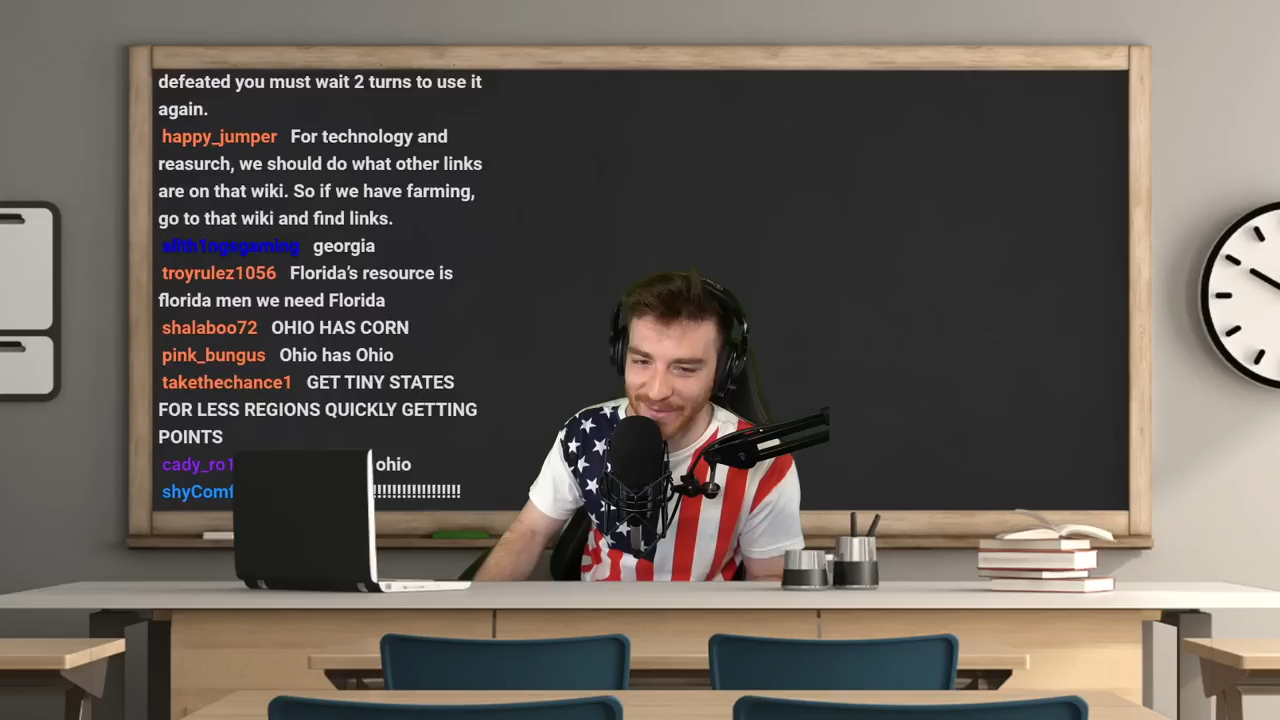 defeated you must wait 2 turns to use it
again.
happy_jumper For technology and
reasurch, we should do what other links
are on that wiki. So if we have farming,
go to that wiki and find links.
allth1ngsgaming georgia
troyrulez1056 Florida’s resource is
florida men we need Florida
shalaboo72 OHIO HAS CORN
pink_bungus Ohio has Ohio
takethechance1 GET TINY STATES
FOR LESS REGIONS QUICKLY GETTING
POINTS
ohio